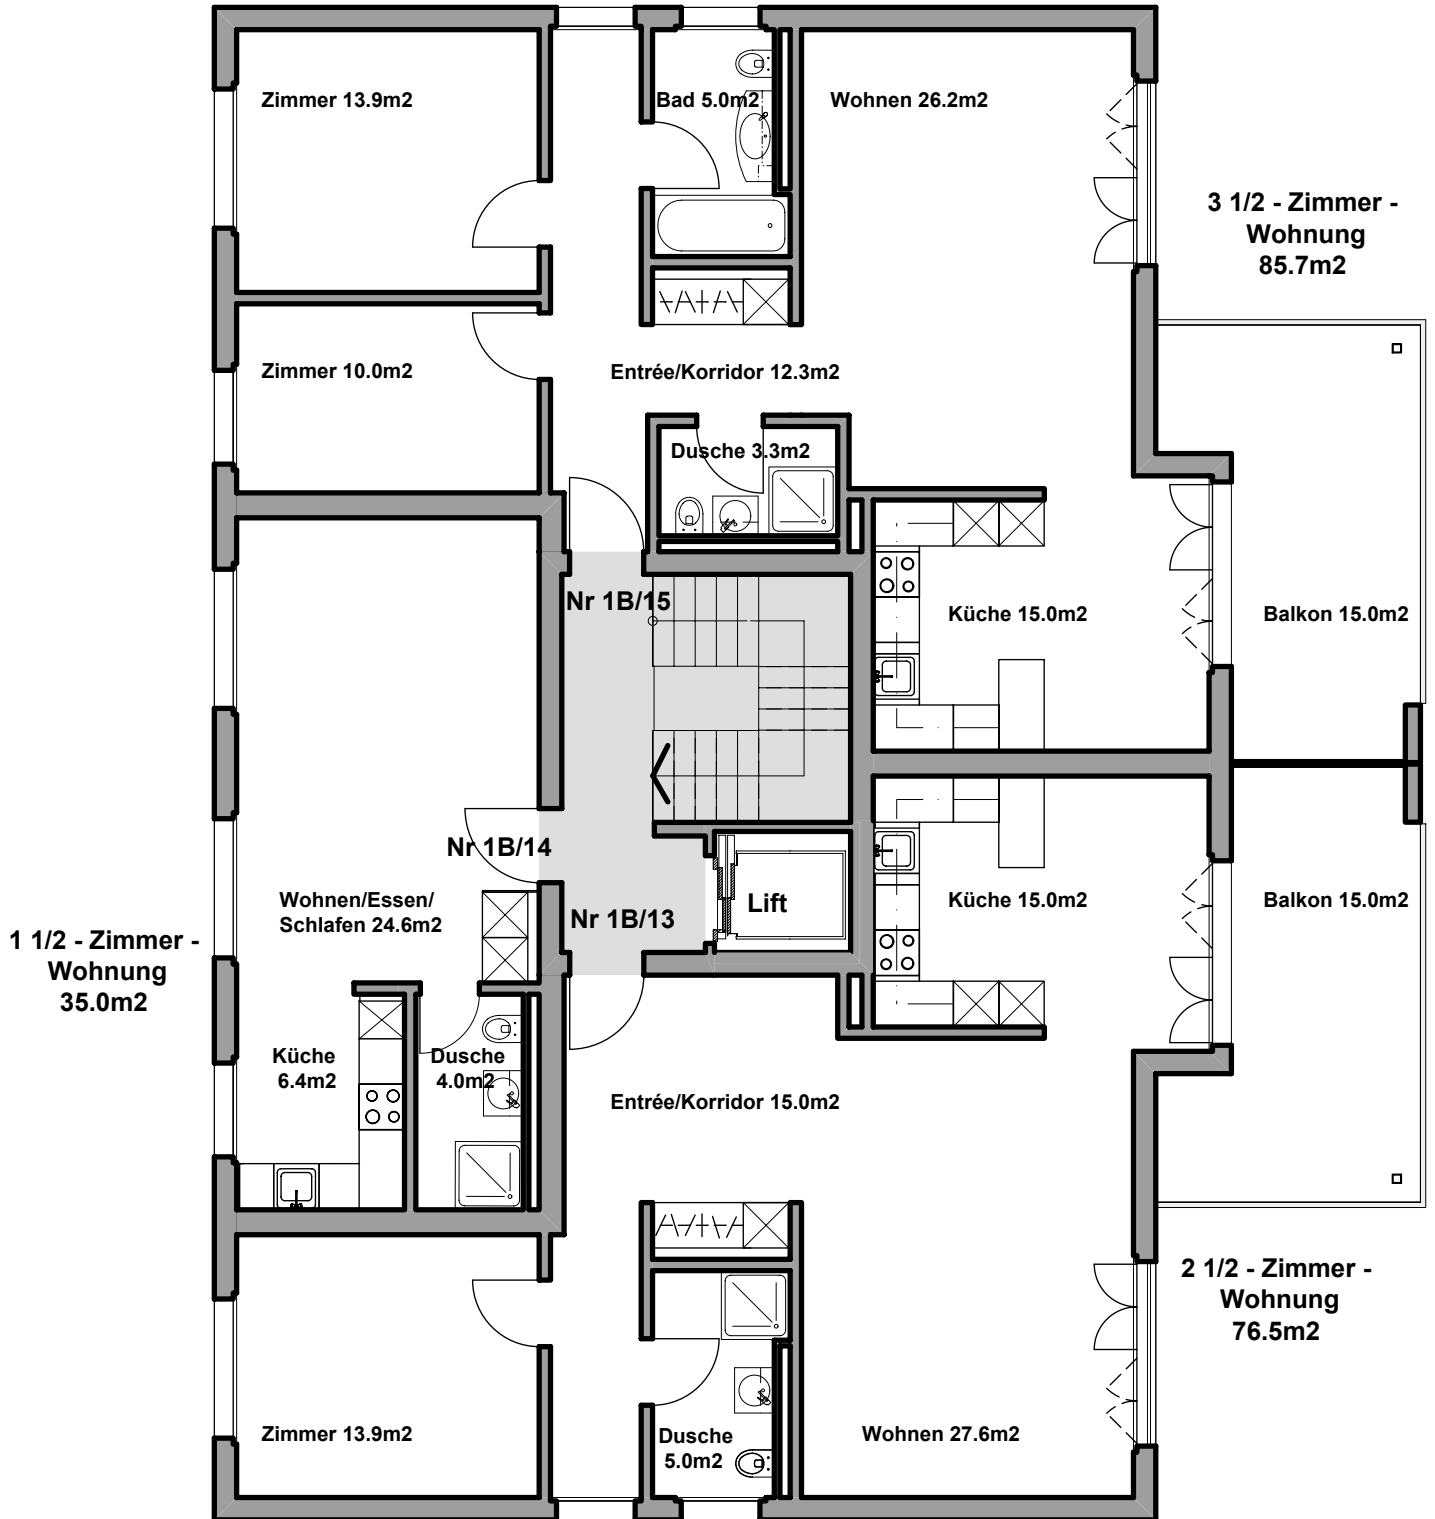 Zimmer 13.9m2
Bad 5.0m2
Wohnen 26.2m2
3 1/2 - Zimmer -
Wohnung
85.7m2
Zimmer 10.0m2
Entrée/Korridor 12.3m2
Dusche 3.3m2
Nr 1B/15
Küche 15.0m2
Balkon 15.0m2
Nr 1B/14
Wohnen/Essen/
Schlafen 24.6m2
Nr 1B/13
Lift
Küche 15.0m2
Balkon 15.0m2
1 1/2 - Zimmer -
Wohnung
35.0m2
Küche
6.4m2
Dusche
4.0m2
Entrée/Korridor 15.0m2
2 1/2 - Zimmer -
Wohnung
76.5m2
Zimmer 13.9m2
Dusche
5.0m2
Wohnen 27.6m2